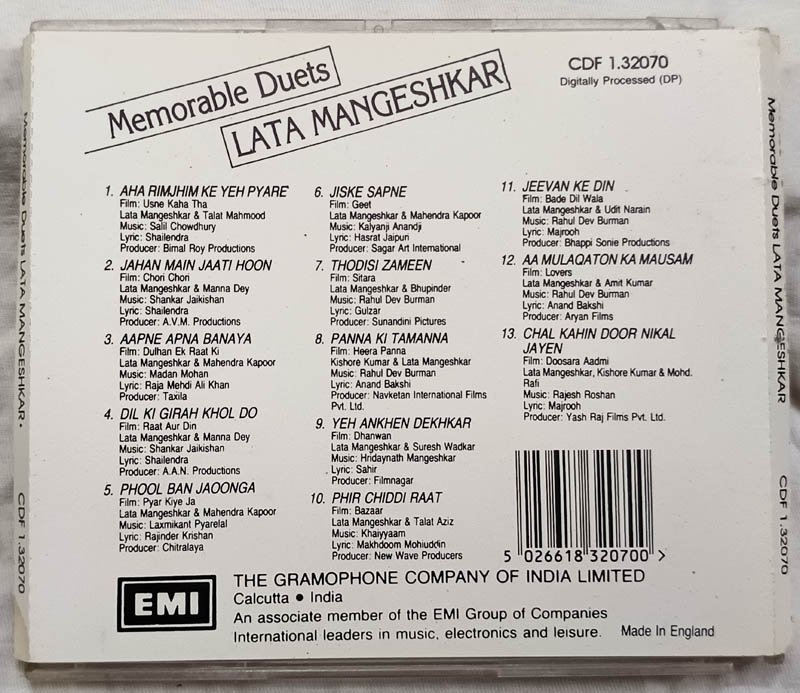 Memorable Duets
LATA MANGESHKAR
CDF 1.32070
Digitally Processed (DP)
1. AHA RIMJHIM KE YEH PYARE
Film: Usne Kaha Tha
Lata Mangeshkar & Talat Mahmood
Music: Salil Chowdhury
Lyric: Shailendra
Producer: Bimal Roy Productions
2. JAHAN MAIN JAATI HOON
Film: Chori Chori
Lata Mangeshkar & Manna Dey
Music: Shankar Jaikishan
Lyric: Shailendra
Producer: A.V.M. Productions
3. AAPNE APNA BANAYA
Film: Dulhan Ek Raat Ki
Lata Mangeshkar & Mahendra Kapoor
Music: Madan Mohan
Lyric: Raja Mehdi Ali Khan
Producer: Taxila
4. DIL KI GIRAH KHOL DO
Film: Raat Aur Din
Lata Mangeshkar & Manna Dey
Music: Shankar Jaikishan
Lyric: Shailendra
Producer: A.A.N. Productions
5. PHOOL BAN JAOONGA
Film: Pyar Kiye Ja
Lata Mangeshkar & Mahendra Kapoor
Music: Laxmikant Pyarelal
Lyric: Rajinder Krishan
Producer: Chitralaya
6. JISKE SAPNE
Film: Geet
Lata Mangeshkar & Mahendra Kapoor
Music: Kalyanji Anandji
Lyric: Hasrat Jaipuri
Producer: Sagar Art International
7. THODISI ZAMEEN
Film: Sitara
Lata Mangeshkar & Bhupinder
Music: Rahul Dev Burman
Lyric: Gulzar
Producer: Sunandini Pictures
8. PANNA KI TAMANNA
Film: Heera Panna
Kishore Kumar & Lata Mangeshkar
Music: Rahul Dev Burman
Lyric: Anand Bakshi
Producer: Navketan International Films
Pvt. Ltd.
9. YEH ANKHEN DEKHKAR
Film: Dhanwan
Lata Mangeshkar & Suresh Wadkar
Music: Hridaynath Mangeshkar
Lyric: Sahir
Producer: Filmnagar
10. PHIR CHIDDI RAAT
Film: Bazaar
Lata Mangeshkar & Talat Aziz
Music: Khaiyyaam
Lyric: Makhdoom Mohiuddin
Producer: New Wave Producers
11. JEEVAN KE DIN
Film: Bade Dil Wala
Lata Mangeshkar & Udit Narain
Music: Rahul Dev Burman
Lyric: Majrooh
Producer: Bhappi Sonie Productions
12. AA MULAQATON KA MAUSAM
Film: Lovers
Lata Mangeshkar & Amit Kumar
Music: Rahul Dev Burman
Lyric: Anand Bakshi
Producer: Aryan Films
13. CHAL KAHIN DOOR NIKAL
JAYEN
Film: Doosara Aadmi
Lata Mangeshkar, Kishore Kumar & Mohd.
Rafi
Music: Rajesh Roshan
Lyric: Majrooh
Producer: Yash Raj Films Pvt. Ltd.
5 026618 320700 >
EMI
THE GRAMOPHONE COMPANY OF INDIA LIMITED
Calcutta • India
An associate member of the EMI Group of Companies
International leaders in music, electronics and leisure.
Made In England
Memorable Duets LATA MANGESHKAR • CDF 1.32070
Memorable Duets LATA MANGESHKAR CDF 1.32070